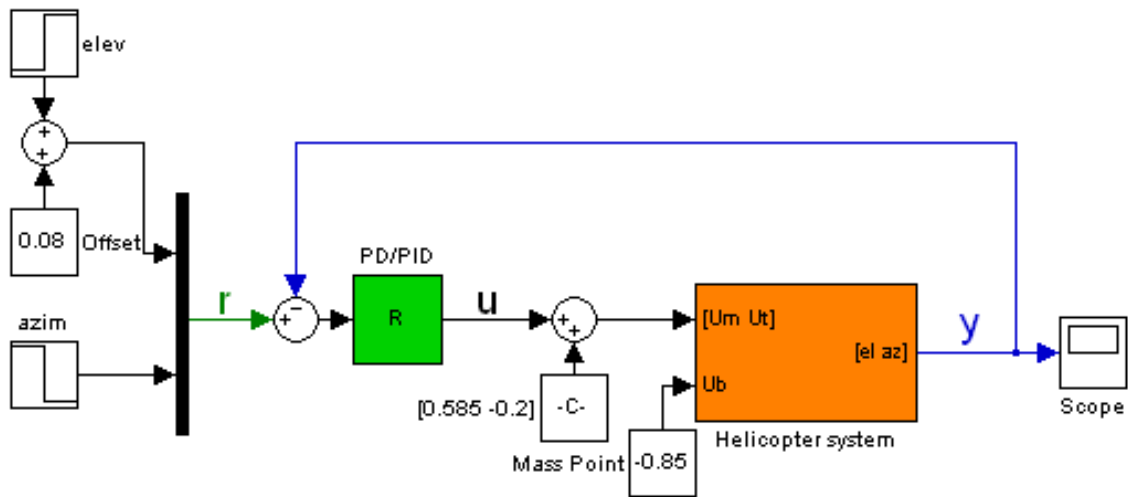 elev
+
+
0.08
Offset
azim
r
+
−
PD/PID
R
u
+
+
[0.585 -0.2]
-C-
Mass Point
-0.85
[Um Ut]
Ub
[el az]
Helicopter system
y
Scope